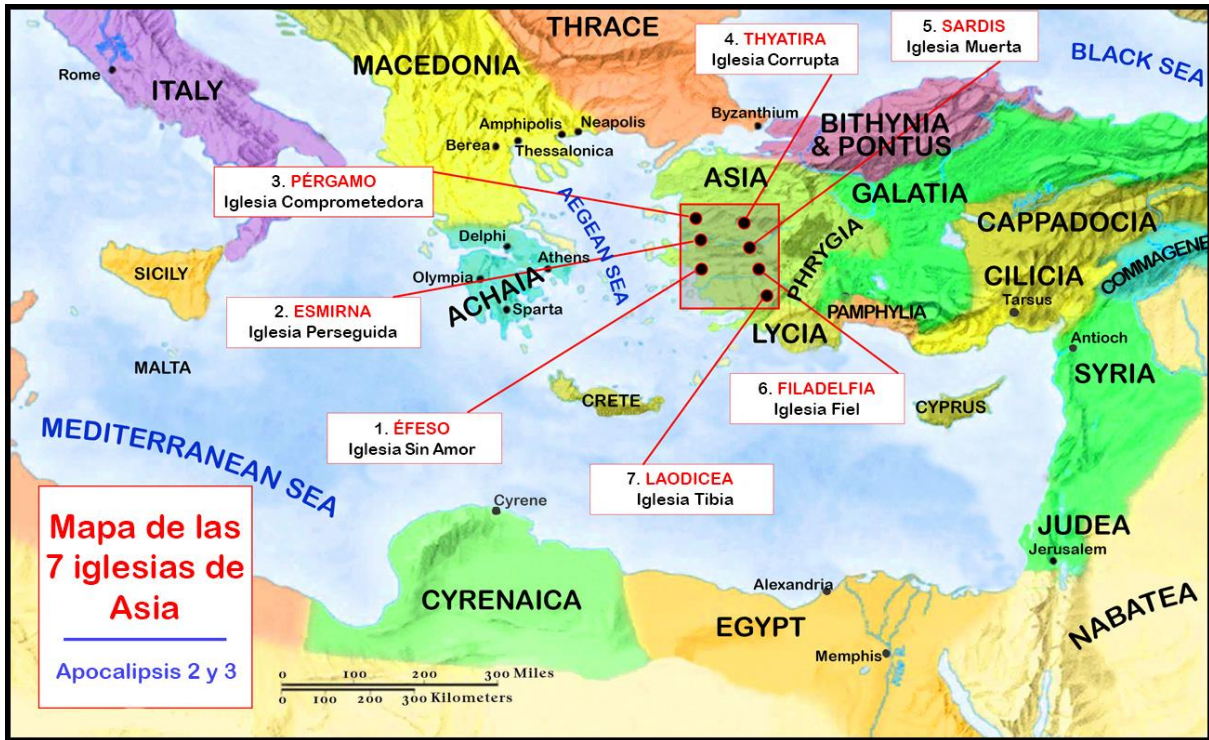 THRACE
4. THYATIRA
Iglesia Corrupta
5. SARDIS
Iglesia Muerta
BLACK SEA
MACEDONIA
Rome
ITALY
Byzanthium
BITHYNIA
& PONTUS
Amphipolis
Neapolis
Berea
Thessalonica
3. PÉRGAMO
Iglesia Comprometedora
ASIA
GALATIA
CAPPADOCIA
AEGEAN SEA
PHRYGIA
COMMAGENE
Delphi
Athens
Olympia
ACHAIA
Sparta
SICILY
CILICIA
Tarsus
2. ESMIRNA
Iglesia Perseguida
PAMPHYLIA
LYCIA
Antioch
SYRIA
MALTA
CRETE
6. FILADELFIA
Iglesia Fiel
CYPRUS
1. ÉFESO
Iglesia Sin Amor
MEDITERRANEAN SEA
7. LAODICEA
Iglesia Tibia
Cyrene
Mapa de las
7 iglesias de
Asia
Apocalipsis 2 y 3
JUDEA
Jerusalem
CYRENAICA
Alexandria
EGYPT
NABATEA
Memphis
0 100 200 300 Miles
0 100 200 300 Kilometers